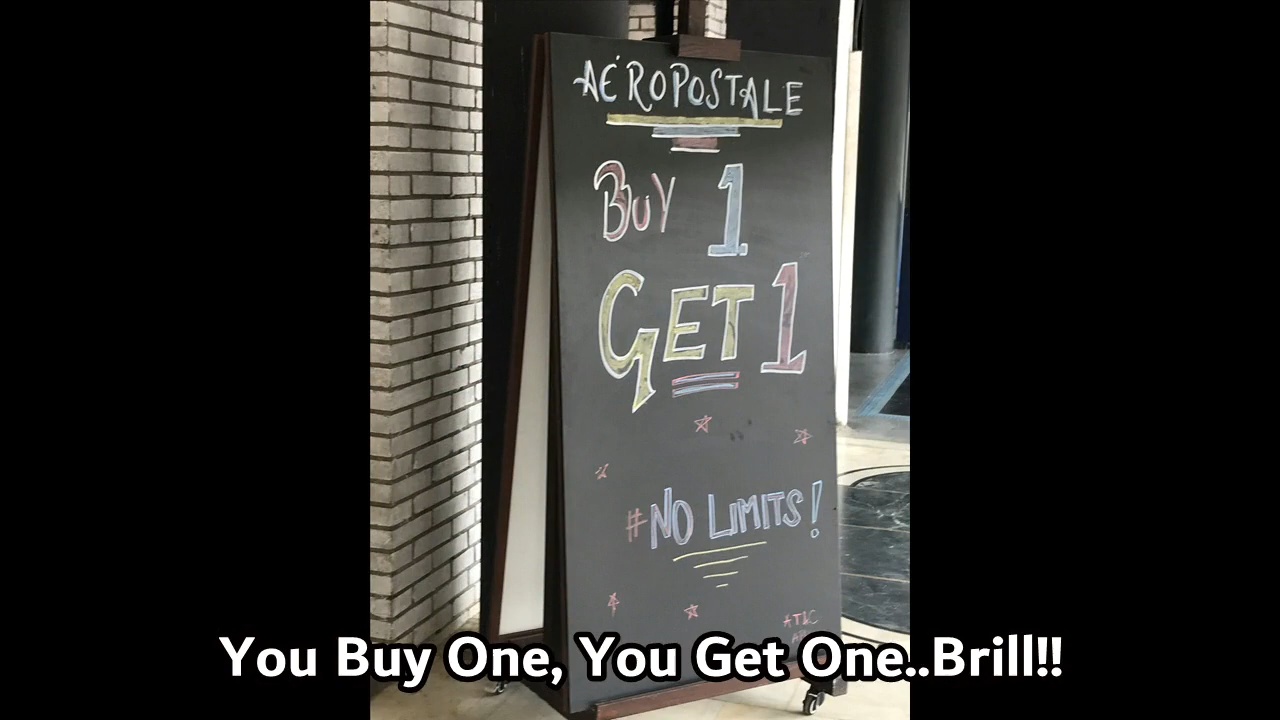 AÉROPOSTALE
BUY 1
GET 1
#NO LIMITS!
You Buy One, You Get One..Brill!!